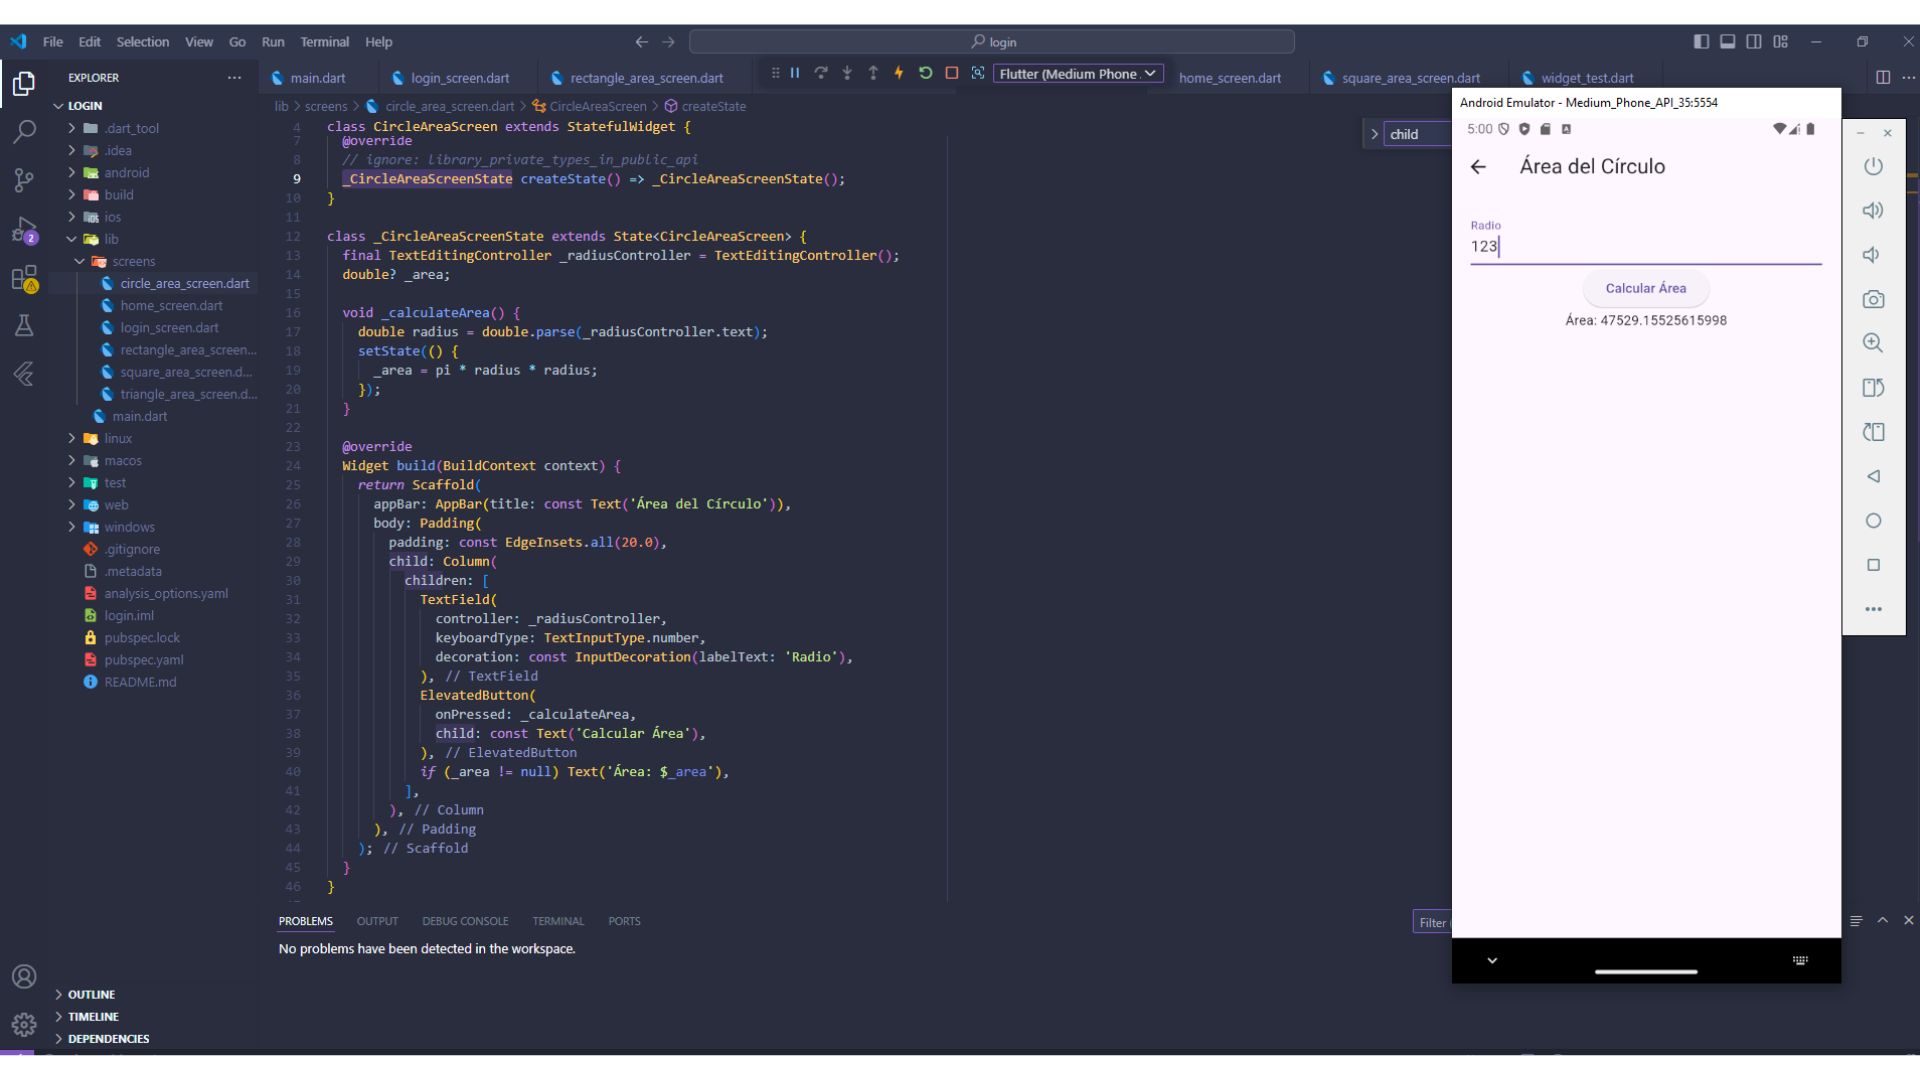 File Edit Selection View Go Run Terminal Help
login
EXPLORER
main.dart
login_screen.dart
rectangle_area_screen.dart
Flutter (Medium Phone
home_screen.dart
square_area_screen.dart
widget_test.dart
LOGIN
.dart_tool
.idea
android
build
ios
lib
screens
circle_area_screen.dart
home_screen.dart
login_screen.dart
rectangle_area_screen...
square_area_screen.d...
triangle_area_screen.d...
main.dart
linux
macos
test
web
windows
.gitignore
.metadata
analysis_options.yaml
login.iml
pubspec.lock
pubspec.yaml
README.md
OUTLINE
TIMELINE
DEPENDENCIES
2
lib > screens > circle_area_screen.dart > CircleAreaScreen > createState
child
4 class CircleAreaScreen extends StatefulWidget {
7 @override
8 // ignore: library_private_types_in_public_api
9 _CircleAreaScreenState createState() => _CircleAreaScreenState();
10 }
11
12 class _CircleAreaScreenState extends State<CircleAreaScreen> {
13 final TextEditingController _radiusController = TextEditingController();
14 double? _area;
15
16 void _calculateArea() {
17 double radius = double.parse(_radiusController.text);
18 setState(() {
19 _area = pi * radius * radius;
20 });
21 }
22
23 @override
24 Widget build(BuildContext context) {
25 return Scaffold(
26 appBar: AppBar(title: const Text('Área del Círculo')),
27 body: Padding(
28 padding: const EdgeInsets.all(20.0),
29 child: Column(
30 children: [
31 TextField(
32 controller: _radiusController,
33 keyboardType: TextInputType.number,
34 decoration: const InputDecoration(labelText: 'Radio'),
35 ), // TextField
36 ElevatedButton(
37 onPressed: _calculateArea,
38 child: const Text('Calcular Área'),
39 ), // ElevatedButton
40 if (_area != null) Text('Área: $_area'),
41 ],
42 ), // Column
43 ), // Padding
44 ); // Scaffold
45 }
46 }
PROBLEMS OUTPUT DEBUG CONSOLE TERMINAL PORTS
Filter
No problems have been detected in the workspace.
Android Emulator - Medium_Phone_API_35:5554
5:00
Área del Círculo
Radio
123
Calcular Área
Área: 47529.15525615998